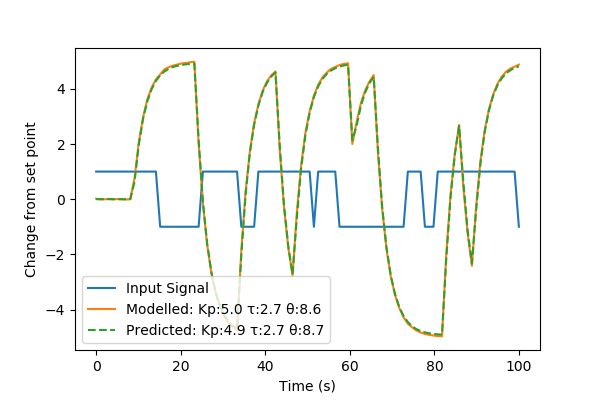 4
2
0
−2
−4
Change from set point
Input Signal
Modelled: Kp:5.0 τ:2.7 θ:8.6
Predicted: Kp:4.9 τ:2.7 θ:8.7
0 20 40 60 80 100
Time (s)